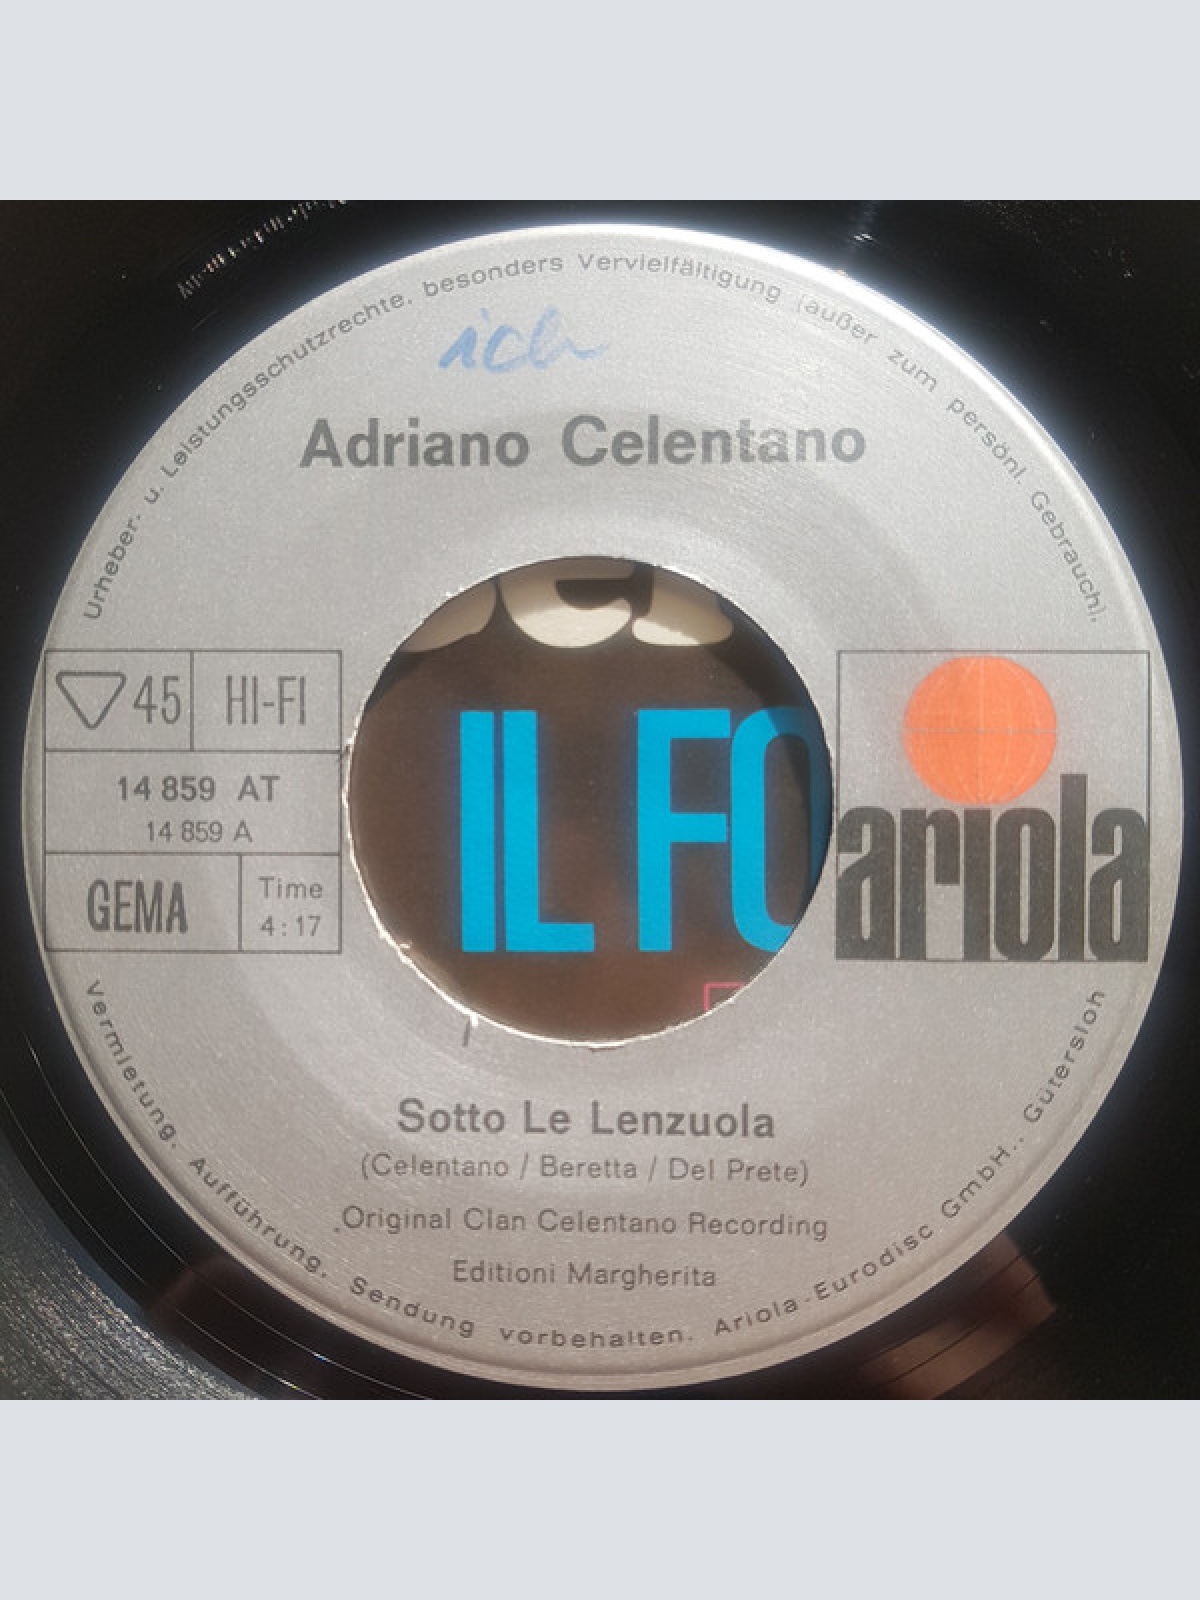 Urheber- u. Leistungsschutzrechte, besonders Vervielfältigung (außer zum persönl. Gebrauch),
ich
Adriano Celentano
45 HI-FI
14 859 AT
14 859 A
GEMA
Time
4:17
IL FO
ariola
Sotto Le Lenzuola
(Celentano / Beretta / Del Prete)
Original Clan Celentano Recording
Editioni Margherita
Vermietung, Aufführung, Sendung vorbehalten. Ariola-Eurodisc GmbH., Gütersloh